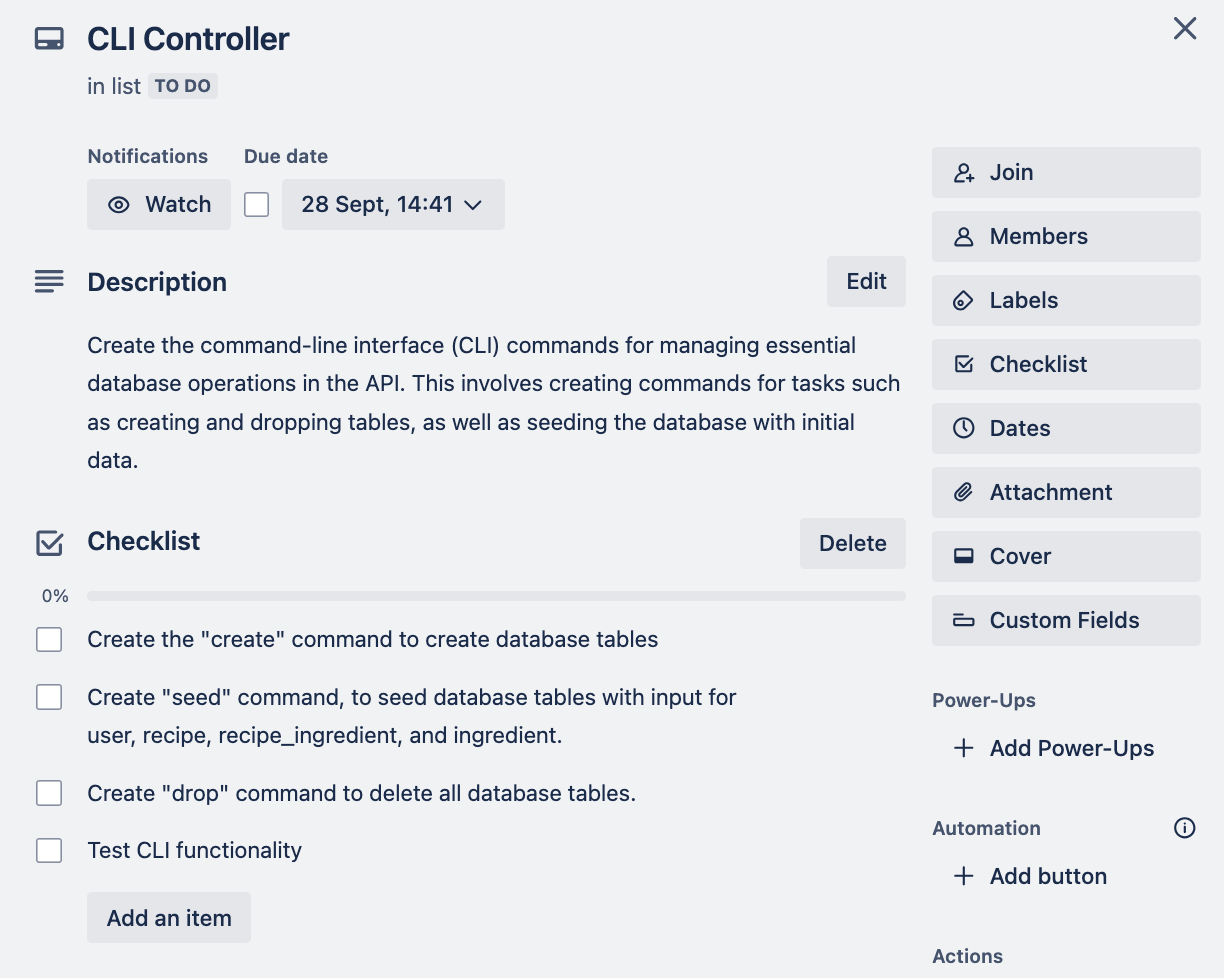 CLI Controller
in list TO DO
Notifications
Due date
Watch
28 Sept, 14:41
Description
Edit
Create the command-line interface (CLI) commands for managing essential
database operations in the API. This involves creating commands for tasks such
as creating and dropping tables, as well as seeding the database with initial
data.
Checklist
Delete
0%
Create the "create" command to create database tables
Create "seed" command, to seed database tables with input for
user, recipe, recipe_ingredient, and ingredient.
Create "drop" command to delete all database tables.
Test CLI functionality
Add an item
Join
Members
Labels
Checklist
Dates
Attachment
Cover
Custom Fields
Power-Ups
Add Power-Ups
Automation
Add button
Actions